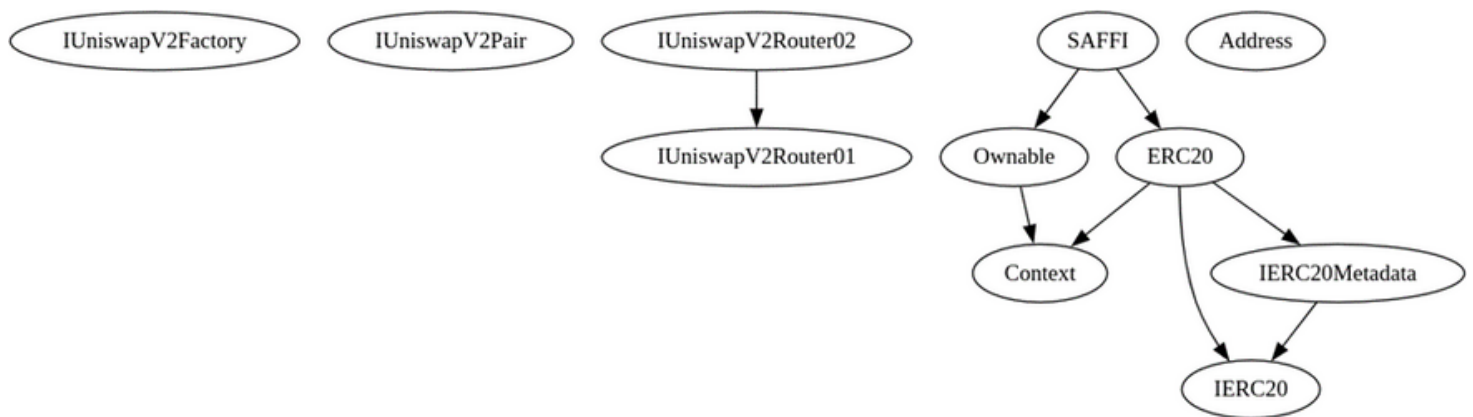 IUniswapV2Factory
IUniswapV2Pair
IUniswapV2Router02
SAFFI
Address
IUniswapV2Router01
Ownable
ERC20
Context
IERC20Metadata
IERC20